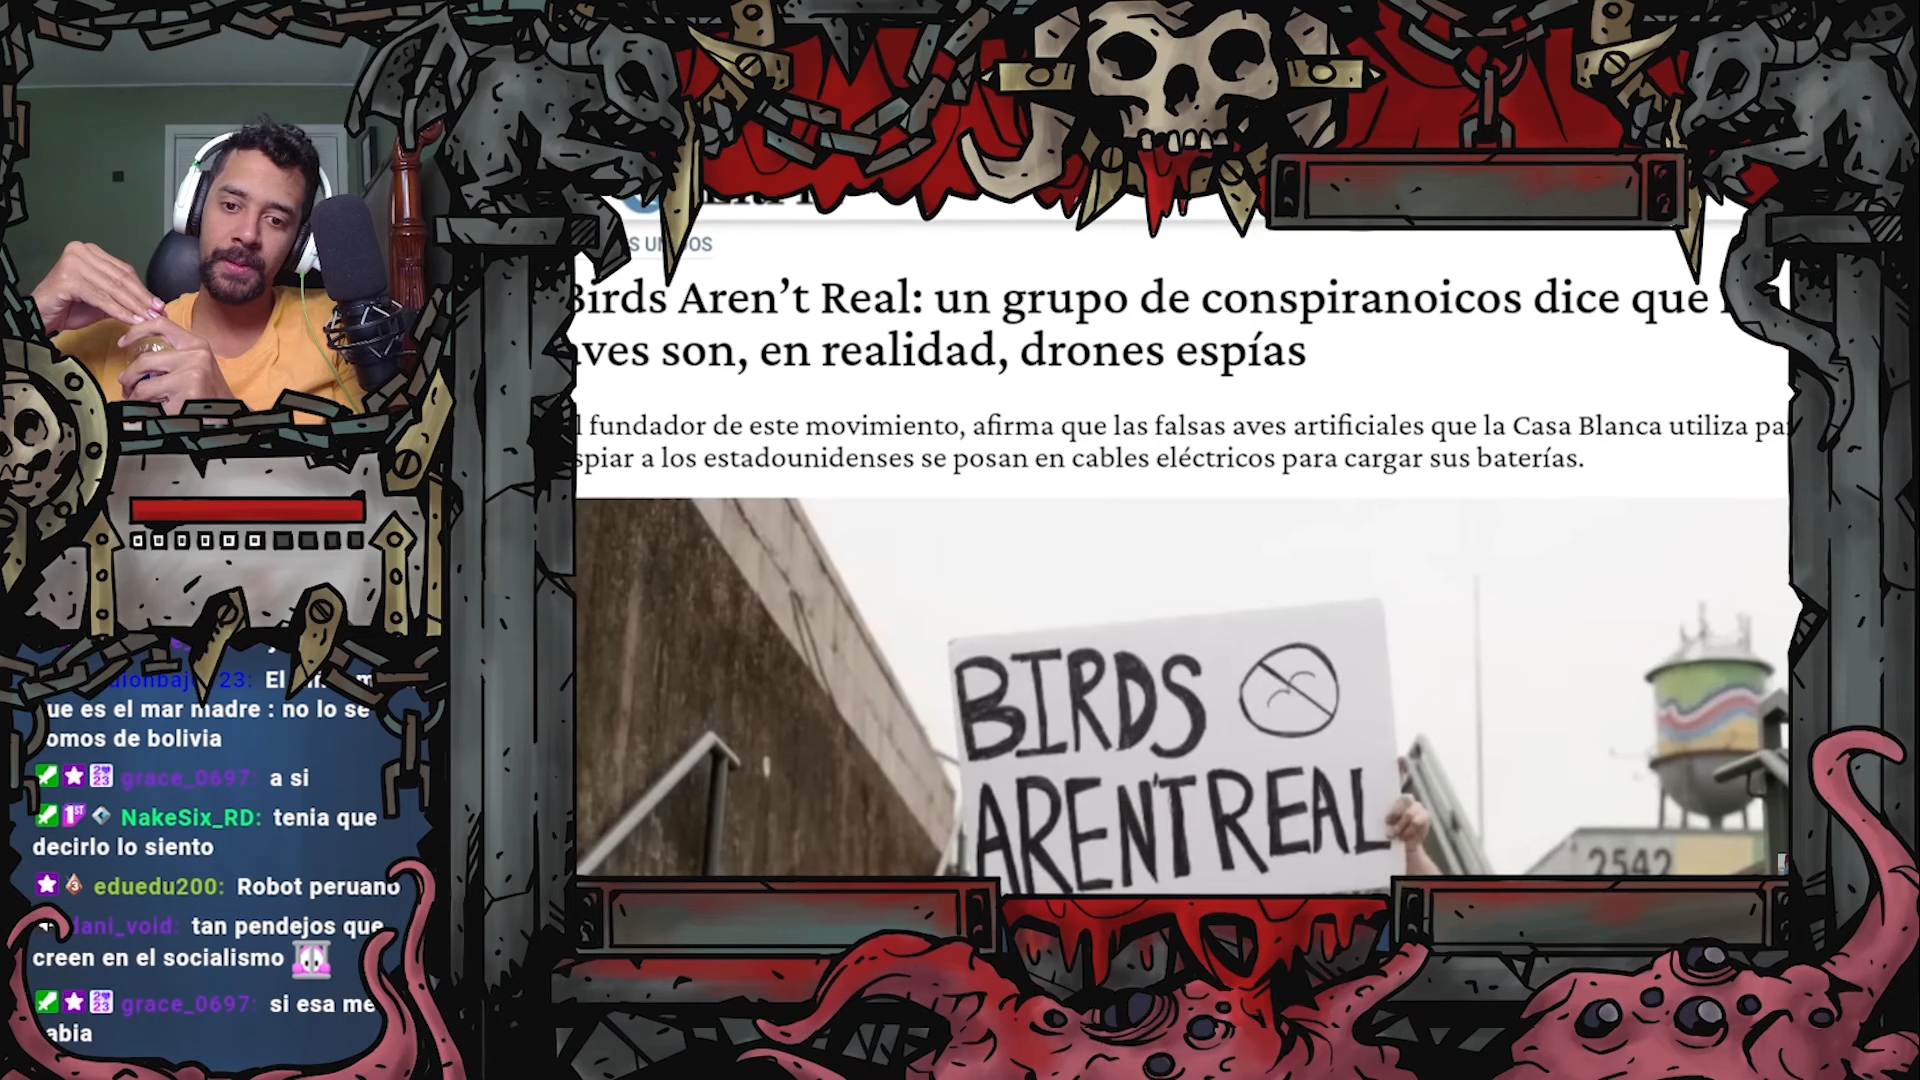 Birds Aren’t Real: un grupo de conspiranoicos dice que
aves son, en realidad, drones espías
fundador de este movimiento, afirma que las falsas aves artificiales que la Casa Blanca utiliza
spiar a los estadounidenses se posan en cables eléctricos para cargar sus baterías.
BIRDS
AREN'T REAL
2542
23: El
ue es el mar madre : no lo se
omos de bolivia
grace_0697: a si
NakeSix_RD: tenia que
decirlo lo siento
eduedu200: Robot peruano
dani_void: tan pendejos que
creen en el socialismo
grace_0697: si esa me
abia